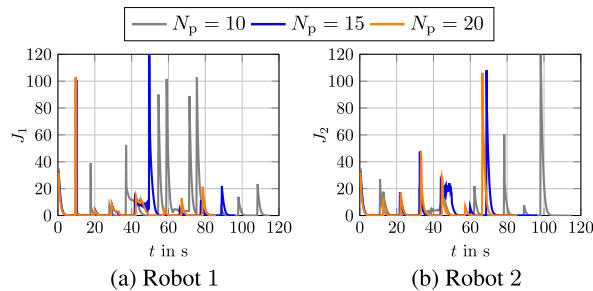 N_p = 10 N_p = 15 N_p = 20
120 120
100 100
80 80
J_1 60 J_2 60
40 40
20 20
0 0
0 20 40 60 80 100 120 0 20 40 60 80 100 120
t in s t in s
(a) Robot 1 (b) Robot 2